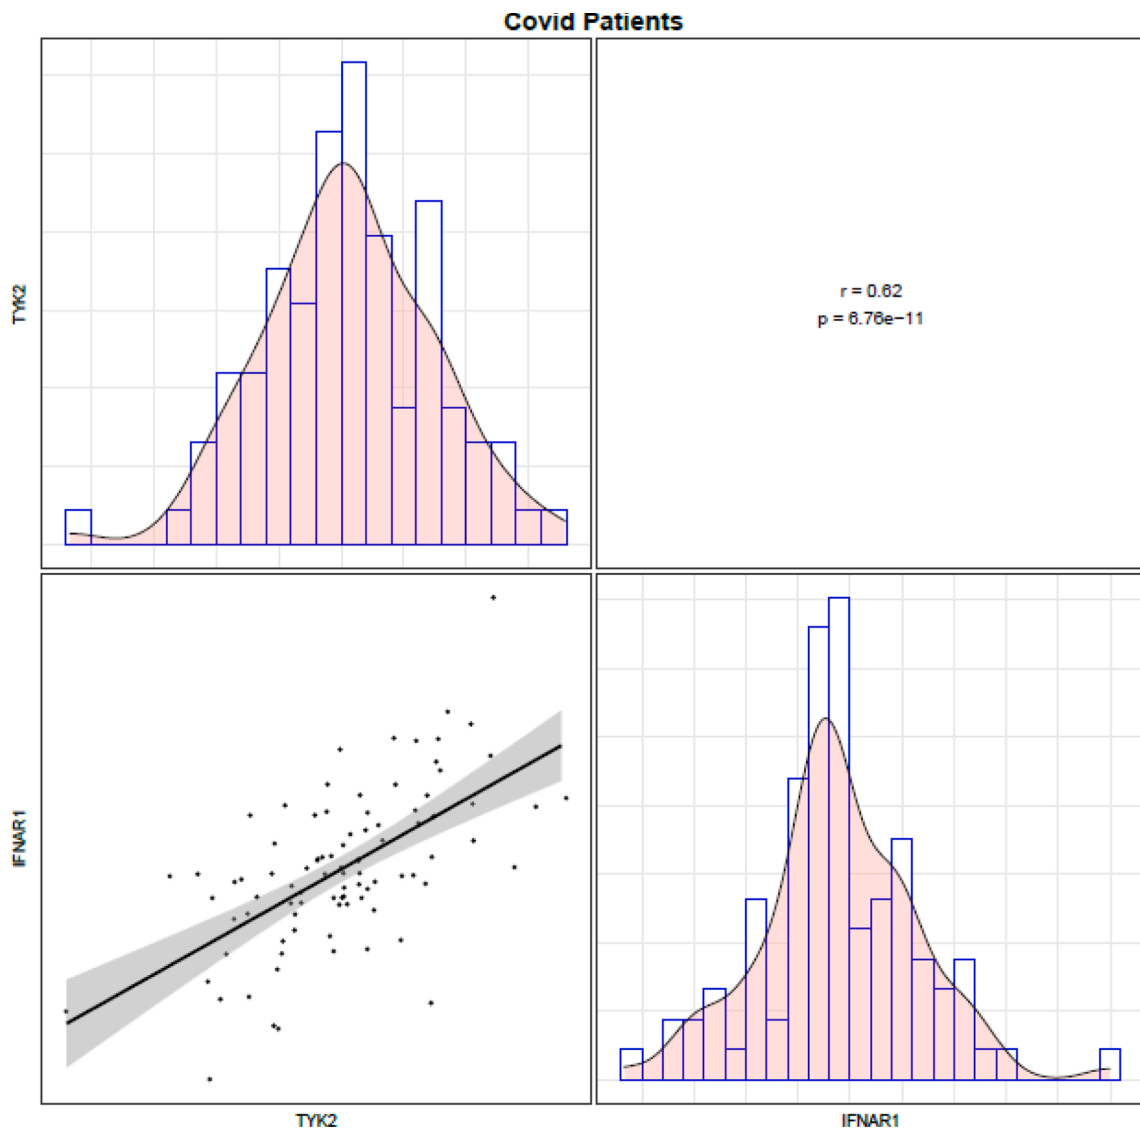 Covid Patients
TYK2
r = 0.62
p = 6.76e−11
IFNAR1
TYK2
IFNAR1